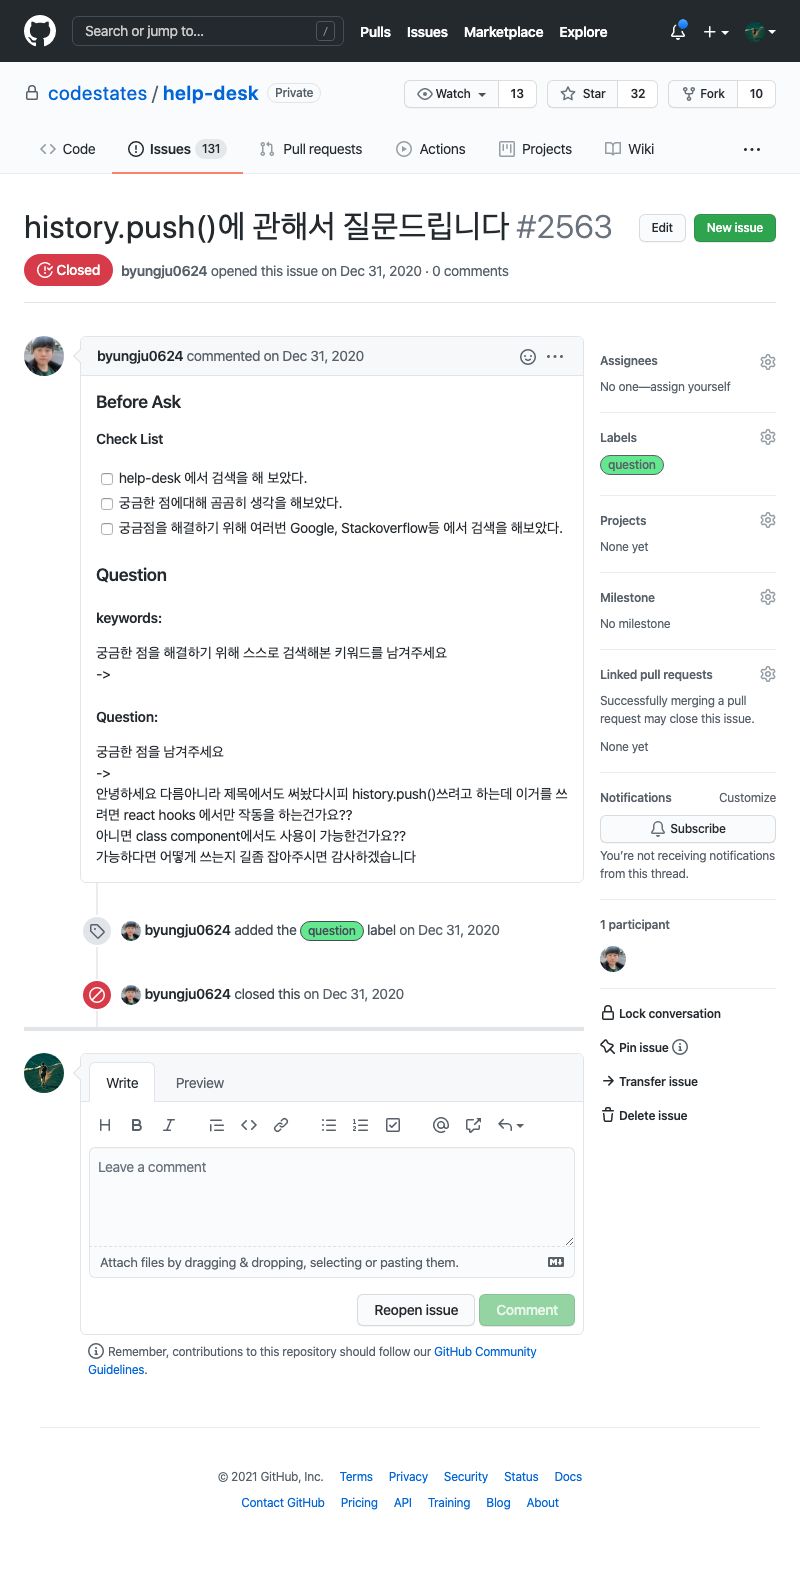 Search or jump to... /
Pulls Issues Marketplace Explore
codestates / help-desk Private
Watch 13 Star 32 Fork 10
Code Issues 131 Pull requests Actions Projects Wiki
history.push()에 관해서 질문드립니다 #2563
Edit New issue
Closed byungju0624 opened this issue on Dec 31, 2020 · 0 comments
byungju0624 commented on Dec 31, 2020
Before Ask
Check List
help-desk 에서 검색을 해 보았다.
궁금한 점에대해 곰곰히 생각을 해보았다.
궁금점을 해결하기 위해 여러번 Google, Stackoverflow등 에서 검색을 해보았다.
Question
keywords:
궁금한 점을 해결하기 위해 스스로 검색해본 키워드를 남겨주세요
->
Question:
궁금한 점을 남겨주세요
->
안녕하세요 다름아니라 제목에서도 써놨다시피 history.push()쓰려고 하는데 이거를 쓰
려면 react hooks 에서만 작동을 하는건가요??
아니면 class component에서도 사용이 가능한건가요??
가능하다면 어떻게 쓰는지 길좀 잡아주시면 감사하겠습니다
byungju0624 added the question label on Dec 31, 2020
byungju0624 closed this on Dec 31, 2020
Assignees
No one—assign yourself
Labels
question
Projects
None yet
Milestone
No milestone
Linked pull requests
Successfully merging a pull
request may close this issue.
None yet
Notifications Customize
Subscribe
You're not receiving notifications
from this thread.
1 participant
Lock conversation
Pin issue
Transfer issue
Delete issue
Write Preview
Leave a comment
Attach files by dragging & dropping, selecting or pasting them.
Reopen issue Comment
Remember, contributions to this repository should follow our GitHub Community
Guidelines.
© 2021 GitHub, Inc. Terms Privacy Security Status Docs
Contact GitHub Pricing API Training Blog About